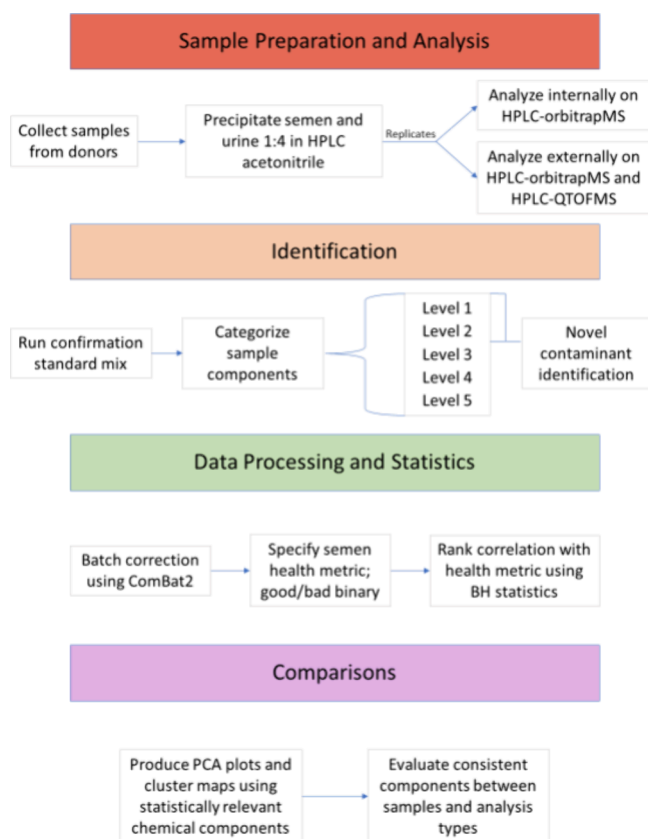 Sample Preparation and Analysis
Collect samples
from donors
Precipitate semen and
urine 1:4 in HPLC
acetonitrile
Replicates
Analyze internally on
HPLC-orbitrapMS
Analyze externally on
HPLC-orbitrapMS and
HPLC-QTOFMS
Identification
Run confirmation
standard mix
Categorize
sample
components
Level 1
Level 2
Level 3
Level 4
Level 5
Novel
contaminant
identification
Data Processing and Statistics
Batch correction
using ComBat2
Specify semen
health metric;
good/bad binary
Rank correlation with
health metric using
BH statistics
Comparisons
Produce PCA plots and
cluster maps using
statistically relevant
chemical components
Evaluate consistent
components between
samples and analysis
types